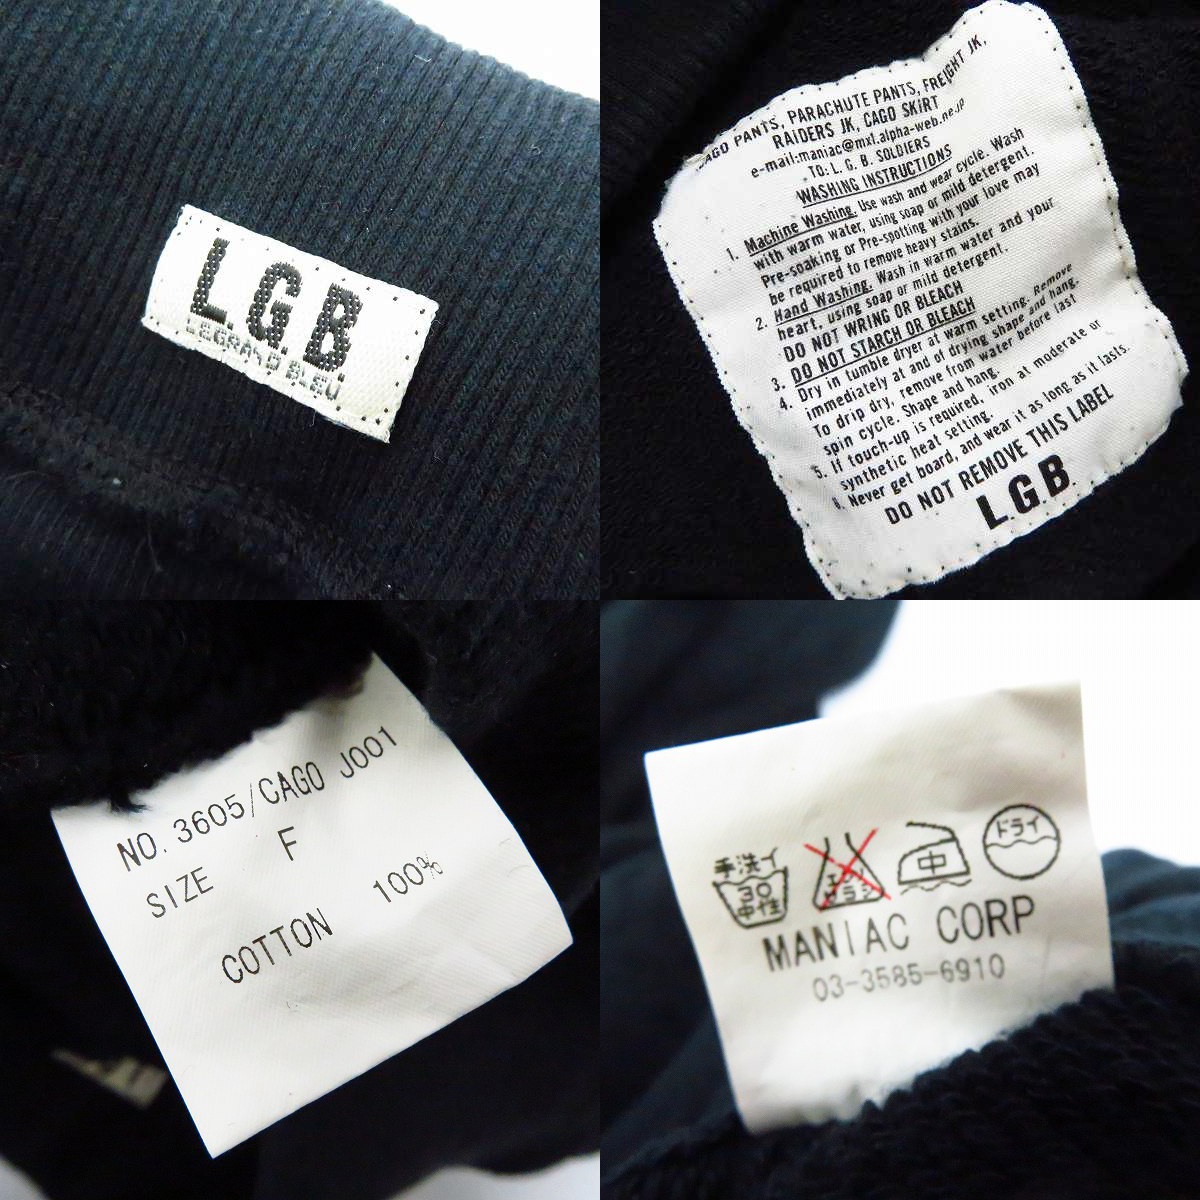 L.G.B.
LEGRAND BLEU
CAGO PANTS, PARACHUTE PANTS, FREIGHT JK,
RAIDERS JK, CAGO SKIRT
e-mail:maniac@mxf.alpha-web.ne.jp
TO: L. G. B. SOLDIERS
WASHING INSTRUCTIONS
1. Machine Washing. Use wash and wear cycle. Wash
with warm water, using soap or mild detergent.
Pre-soaking or Pre-spotting with your love may
be required to remove heavy stains.
2. Hand Washing. Wash in warm water and your
heart, using soap or mild detergent.
DO NOT WRING OR BLEACH
3. DO NOT STARCH OR BLEACH
4. Dry in tumble dryer at warm setting. Remove
immediately at and of drying shape and hang.
To drip dry, remove from water before last
spin cycle. Shape and hang.
5. If touch-up is required, iron at moderate or
synthetic heat setting.
6. Never get board, and wear it as long as it lasts.
DO NOT REMOVE THIS LABEL
L.G.B
NO. 3605/CAGO J001
SIZE F
COTTON 100%
手洗イ
30
中性
エンソ
サラシ
中
ドライ
MANIAC CORP
03-3585-6910